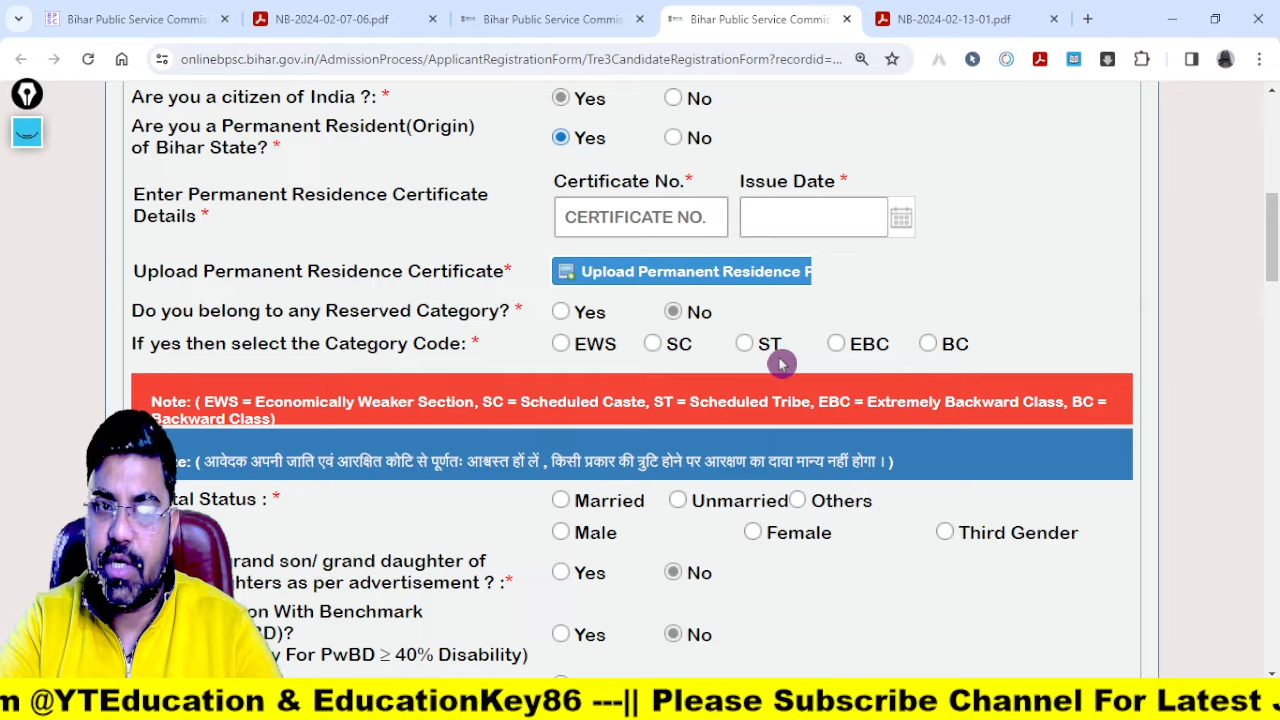 Bihar Public Service Commis
NB-2024-02-07-06.pdf
Bihar Public Service Commis
Bihar Public Service Commis
NB-2024-02-13-01.pdf
onlinebpsc.bihar.gov.in/AdmissionProcess/ApplicantRegistrationForm/Tre3CandidateRegistrationForm?recordid=...
Are you a citizen of India ?: * Yes No
Are you a Permanent Resident(Origin)
of Bihar State? * Yes No
Certificate No.* Issue Date *
Enter Permanent Residence Certificate
Details *
CERTIFICATE NO.
Upload Permanent Residence Certificate* Upload Permanent Residence
Do you belong to any Reserved Category? * Yes No
If yes then select the Category Code: * EWS SC ST EBC BC
Note: ( EWS = Economically Weaker Section, SC = Scheduled Caste, ST = Scheduled Tribe, EBC = Extremely Backward Class, BC =
Backward Class)
( आवेदक अपनी जाति एवं आरक्षित कोटि से पूर्णतः आश्वस्त हों लें , किसी प्रकार की त्रुटि होने पर आरक्षण का दावा मान्य नहीं होगा । )
Status : * Married Unmarried Others
Male Female Third Gender
grand son/ grand daughter of
hters as per advertisement ? :* Yes No
on With Benchmark
BD)? Yes No
y For PwBD ≥ 40% Disability)
m @YTEducation & EducationKey86 ---|| Please Subscribe Channel For Latest